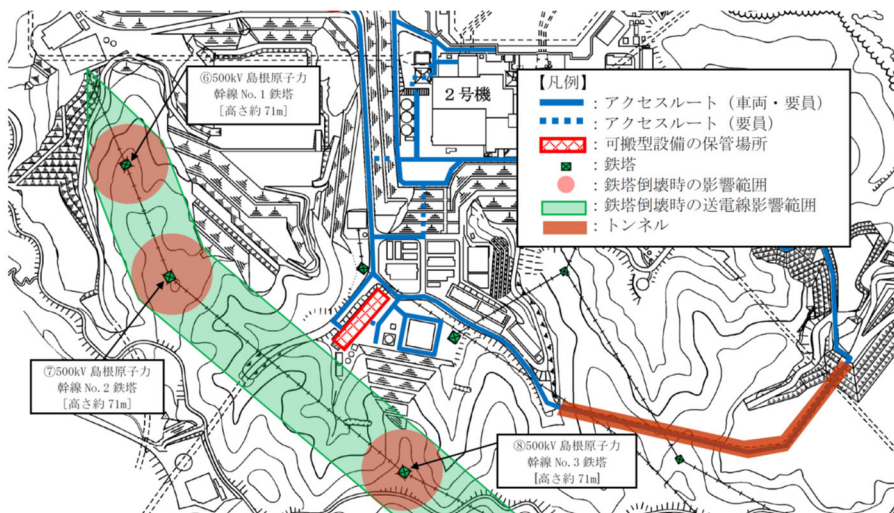 ⑥500kV 島根原子力
幹線 No.1 鉄塔
[高さ約 71m]
2号機
【凡例】
：アクセスルート（車両・要員）
：アクセスルート（要員）
：可搬型設備の保管場所
：鉄塔
：鉄塔倒壊時の影響範囲
：鉄塔倒壊時の送電線影響範囲
：トンネル
⑦500kV 島根原子力
幹線 No.2 鉄塔
[高さ約 71m]
⑧500kV 島根原子力
幹線 No.3 鉄塔
[高さ約 71m]